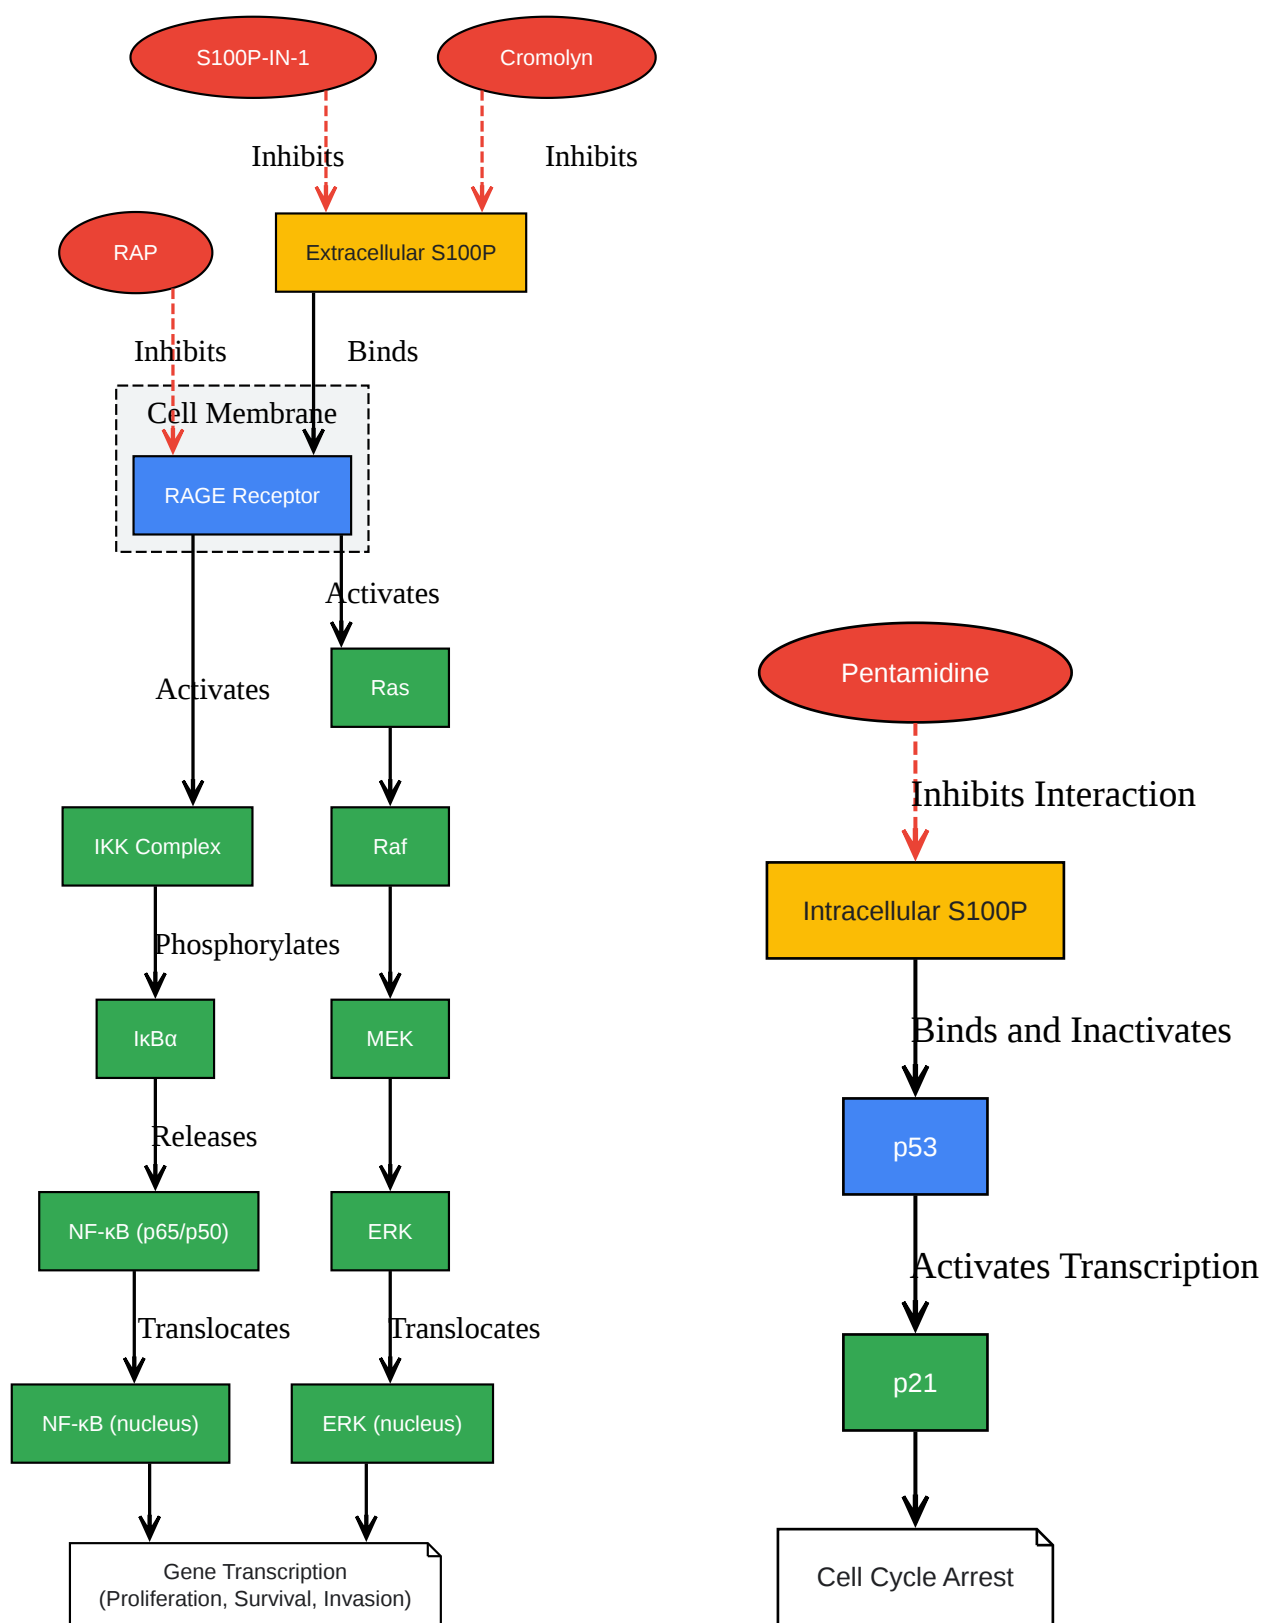 S100P-IN-1
Cromolyn
Inhibits
Inhibits
RAP
Extracellular S100P
Inhibits
Binds
Cell Membrane
RAGE Receptor
Activates
Activates
Ras
IKK Complex
Raf
Phosphorylates
IκBα
MEK
Releases
NF-κB (p65/p50)
ERK
Translocates
Translocates
NF-κB (nucleus)
ERK (nucleus)
Gene Transcription
(Proliferation, Survival, Invasion)
Pentamidine
Inhibits Interaction
Intracellular S100P
Binds and Inactivates
p53
Activates Transcription
p21
Cell Cycle Arrest